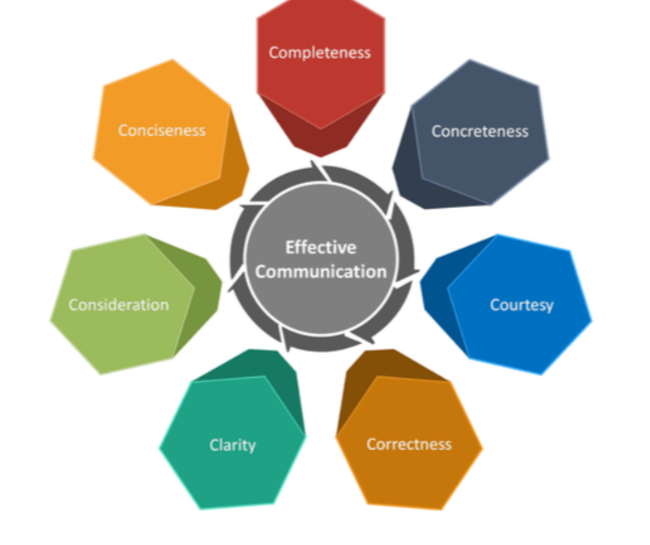 Completeness
Conciseness
Concreteness
Effective
Communication
Consideration
Courtesy
Clarity
Correctness